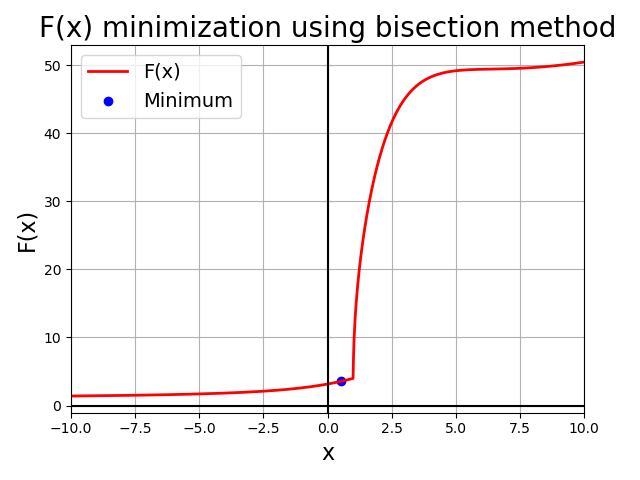 F(x) minimization using bisection method
F(x)
Minimum
F(x)
50
40
30
20
10
0
−10.0 −7.5 −5.0 −2.5 0.0 2.5 5.0 7.5 10.0
x